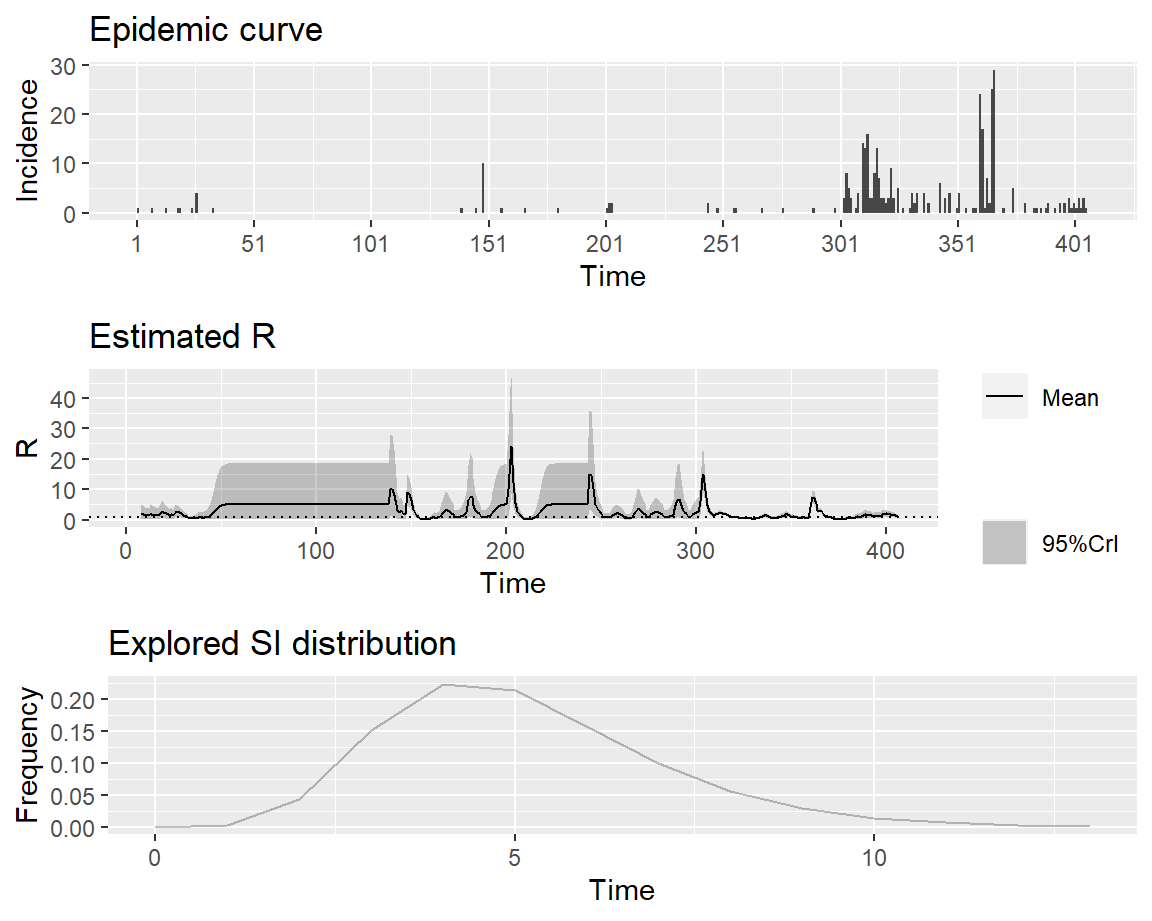 Epidemic curve
30
20
10
0
Incidence
1 51 101 151 201 251 301 351 401
Time
Estimated R
40
30
20
10
0
R
0 100 200 300 400
Time
Mean
95%CrI
Explored SI distribution
0.20
0.15
0.10
0.05
0.00
Frequency
0 5 10
Time